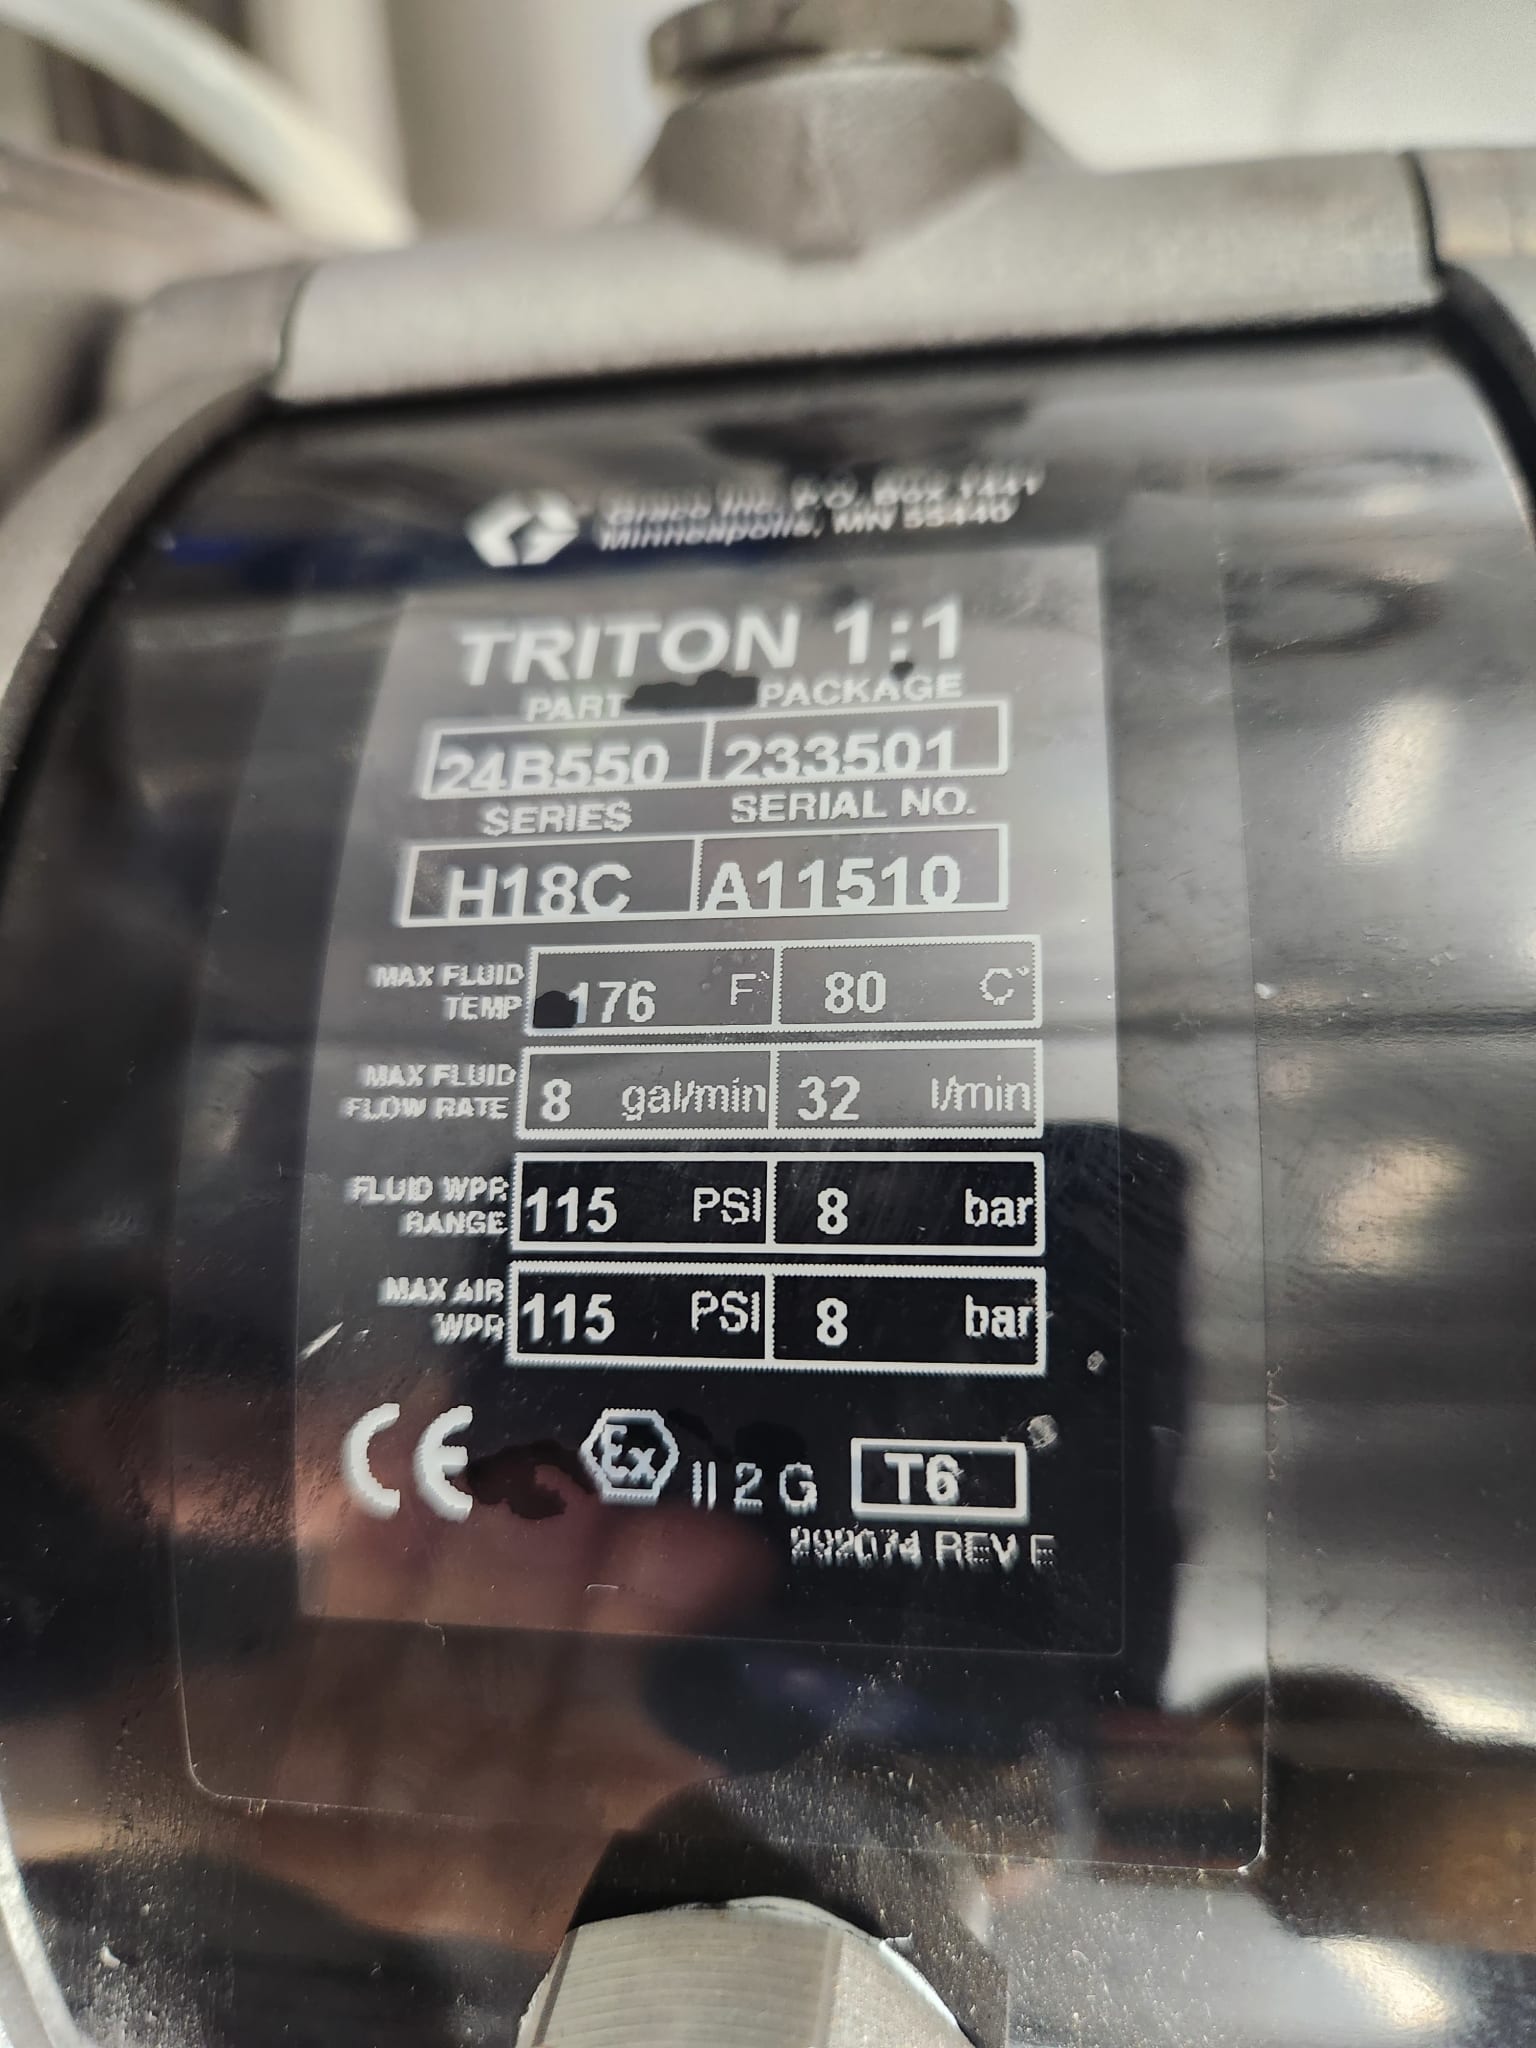 Graco Inc. P.O. Box 1441
Minneapolis, MN 55440
TRITON 1:1
PART PACKAGE
24B550 233501
SERIES SERIAL NO.
H18C A11510
MAX FLUID TEMP 176 F° 80 C°
MAX FLUID FLOW RATE 8 gal/min 32 l/min
FLUID WPR RANGE 115 PSI 8 bar
MAX AIR WPR 115 PSI 8 bar
CE Ex II 2 G T6
REV E